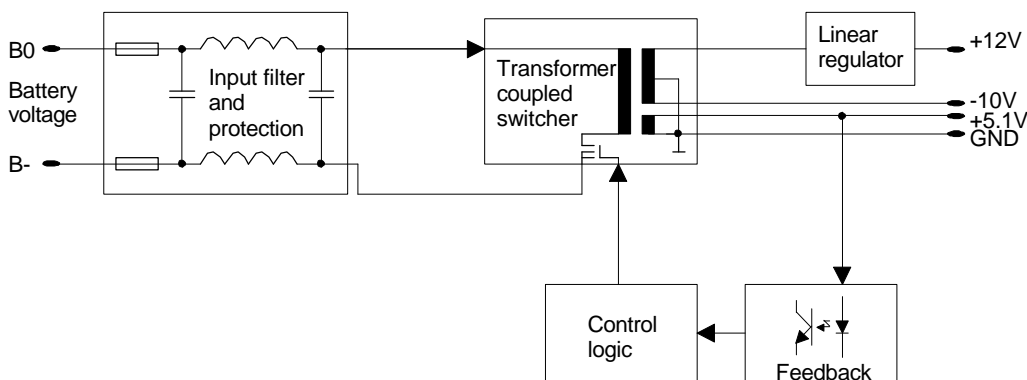 B0
Battery
voltage
B-
Input filter
and
protection
Transformer
coupled
switcher
Linear
regulator
+12V
-10V
+5.1V
GND
Control
logic
Feedback